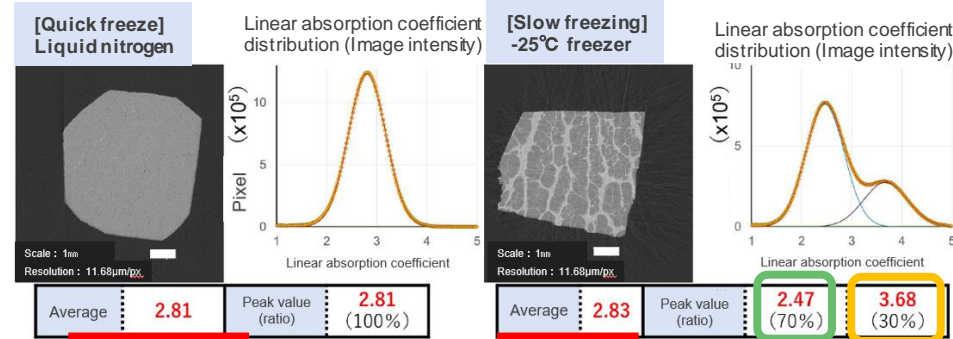 [Quick freeze]
Liquid nitrogen
Linear absorption coefficient
distribution (Image intensity)
(x10⁵)
Pixel
10
5
0
1 2 3 4 5
Linear absorption coefficient
Scale : 1mm
Resolution : 11.68μm/px
Average 2.81 Peak value (ratio) 2.81 (100%)
[Slow freezing]
-25℃ freezer
Linear absorption coefficient
distribution (Image intensity)
(x10⁵)
10
5
0
1 2 3 4 5
Linear absorption coefficient
Scale : 1mm
Resolution : 11.68μm/px
Average 2.83 Peak value (ratio) 2.47 (70%) 3.68 (30%)